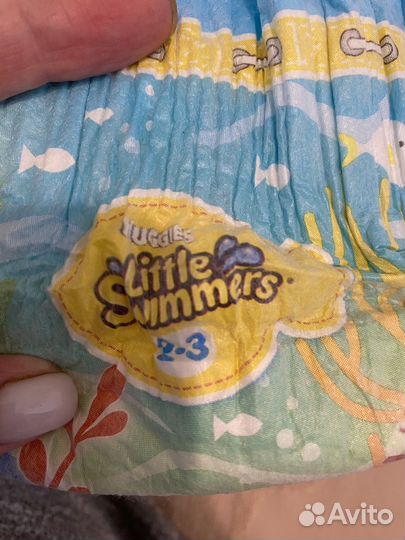 HUGGIES
Little
Swimmers
2-3
Avito